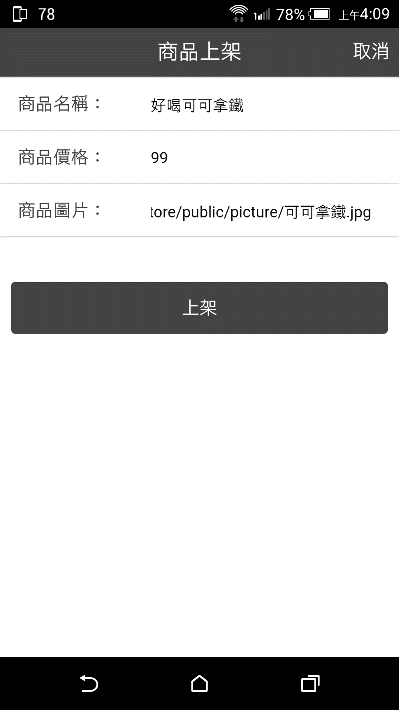 78 78% 上午4:09
商品上架 取消
商品名稱： 好喝可可拿鐵
商品價格： 99
商品圖片： tore/public/picture/可可拿鐵.jpg
上架